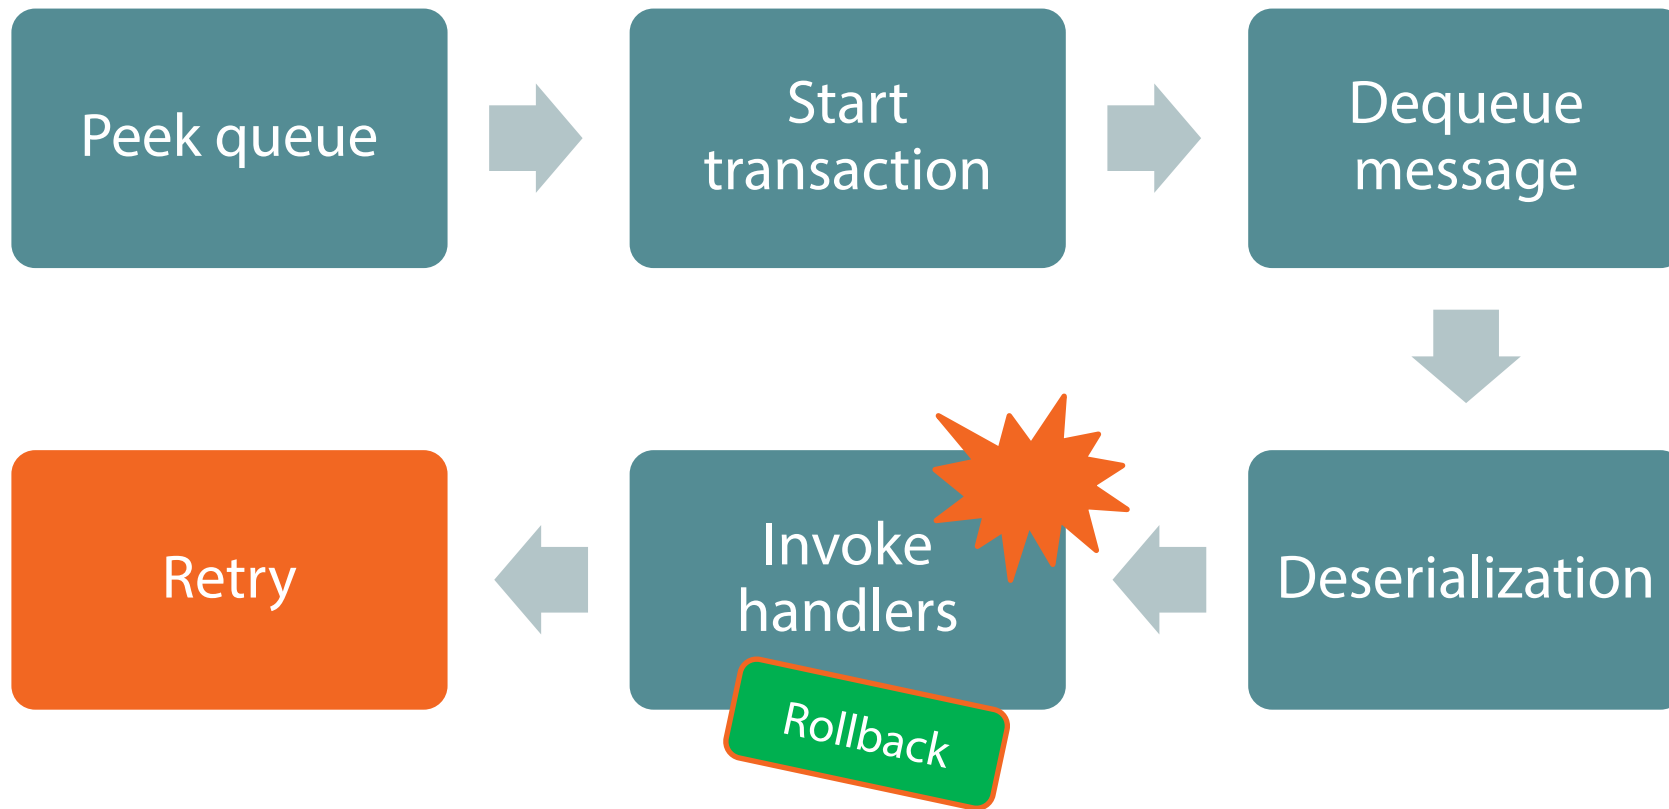 Peek queue
Start
transaction
Dequeue
message
Deserialization
Invoke
handlers
Rollback
Retry